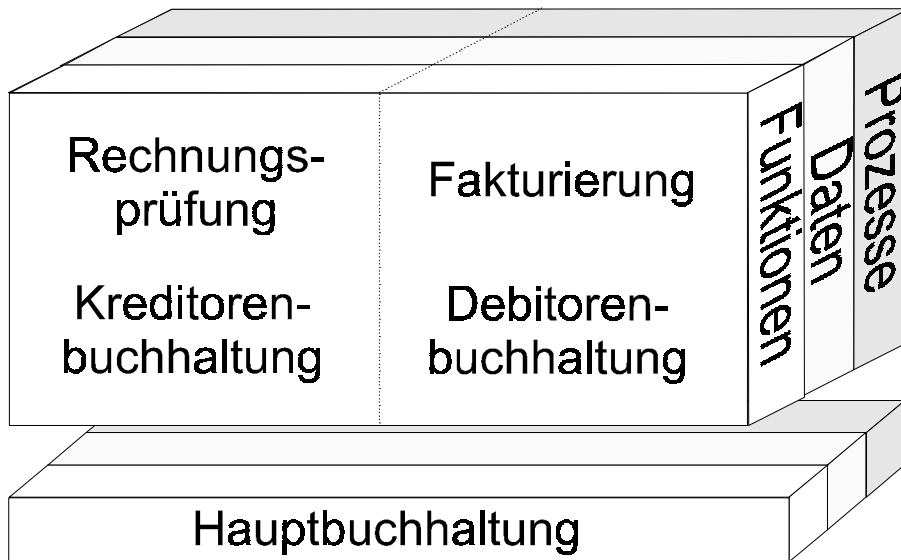 Rechnungs-
prüfung
Fakturierung
Kreditoren-
buchhaltung
Debitoren-
buchhaltung
Funktionen
Daten
Prozesse
Hauptbuchhaltung